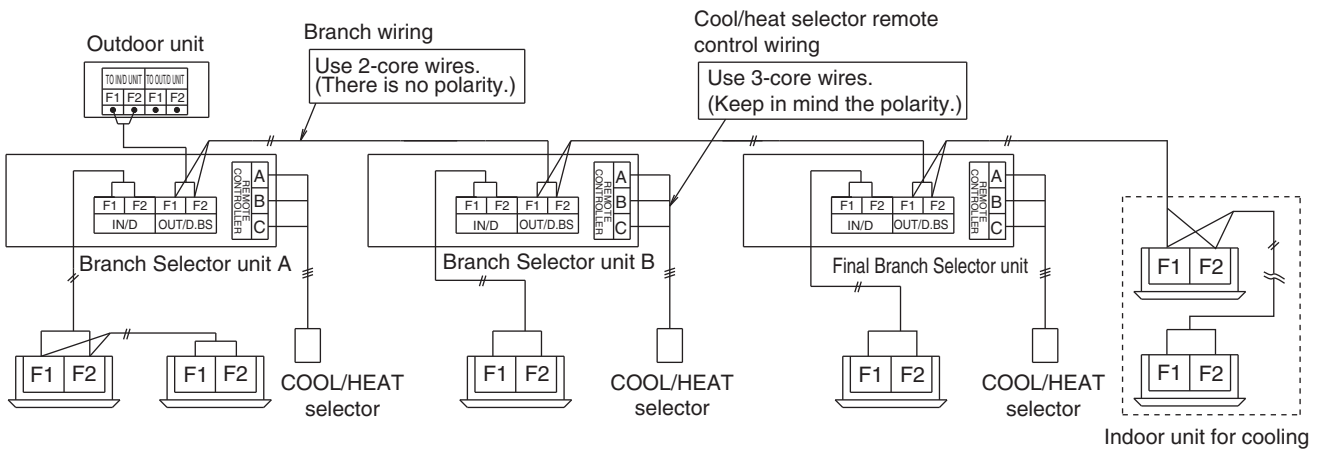 Outdoor unit
Branch wiring
Use 2-core wires.
(There is no polarity.)
Cool/heat selector remote
control wiring
Use 3-core wires.
(Keep in mind the polarity.)
TO IN/D UNIT TO OUT/D UNIT
F1 F2 F1 F2
F1 F2 F1 F2
IN/D OUT/D.BS
REMOTE
CONTROLLER
A
B
C
Branch Selector unit A
F1 F2 F1 F2
IN/D OUT/D.BS
REMOTE
CONTROLLER
A
B
C
Branch Selector unit B
F1 F2 F1 F2
IN/D OUT/D.BS
REMOTE
CONTROLLER
A
B
C
Final Branch Selector unit
F1 F2
F1 F2
F1 F2
COOL/HEAT
selector
F1 F2
COOL/HEAT
selector
F1 F2
COOL/HEAT
selector
F1 F2
Indoor unit for cooling